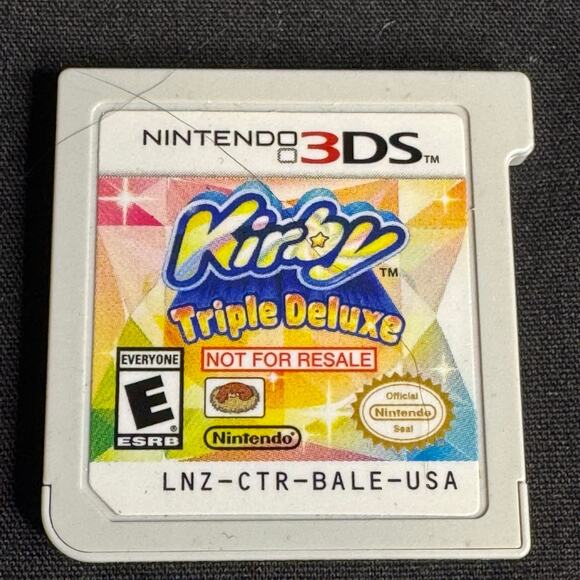 NINTENDO 3DS™
Kirby™
Triple Deluxe
NOT FOR RESALE
EVERYONE
E®
ESRB
Nintendo®
Official
Nintendo
Seal
LNZ-CTR-BALE-USA